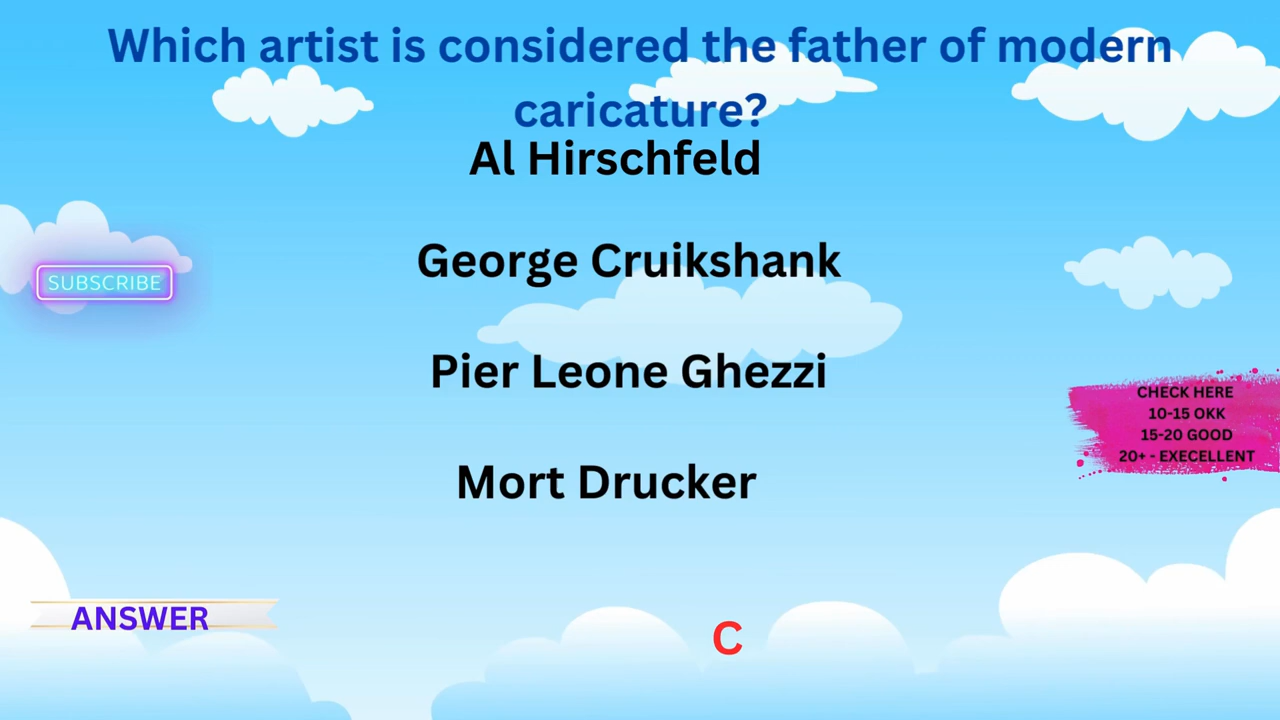 Which artist is considered the father of modern
caricature?
Al Hirschfeld
George Cruikshank
SUBSCRIBE
Pier Leone Ghezzi
CHECK HERE
10-15 OKK
15-20 GOOD
20+ - EXECELLENT
Mort Drucker
ANSWER
C